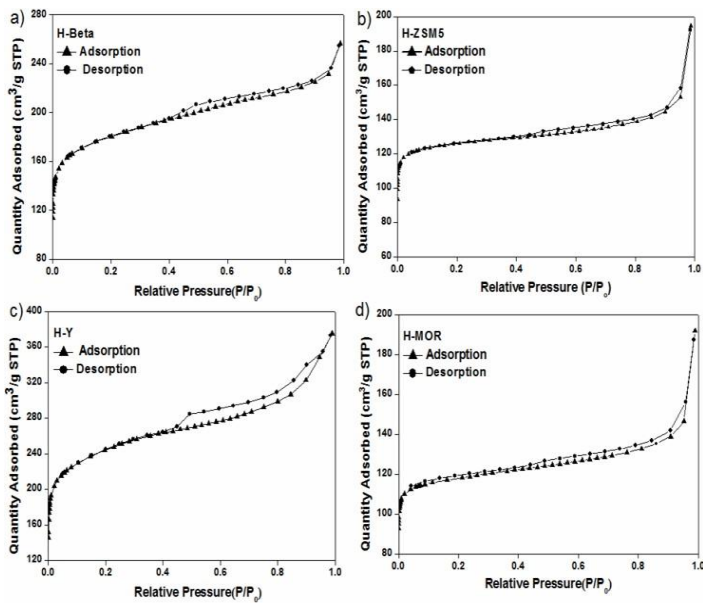 a)
H-Beta
Adsorption
Desorption
Quantity Adsorbed (cm³/g STP)
280
240
200
160
120
80
0.0 0.2 0.4 0.6 0.8 1.0
Relative Pressure(P/P₀)
b)
H-ZSM5
Adsorption
Desorption
Quantity Adsorbed (cm³/g STP)
200
180
160
140
120
100
80
60
0.0 0.2 0.4 0.6 0.8 1.0
Relative Pressure (P/P₀)
c)
H-Y
Adsorption
Desorption
Quantity Adsorbed (cm³/g STP)
400
360
320
280
240
200
160
120
0.0 0.2 0.4 0.6 0.8 1.0
Relative Pressure(P/P₀)
d)
H-MOR
Adsorption
Desorption
Quantity Adsorbed (cm³/g STP)
200
180
160
140
120
100
80
0.0 0.2 0.4 0.6 0.8 1.0
Relative Pressure(P/P₀)